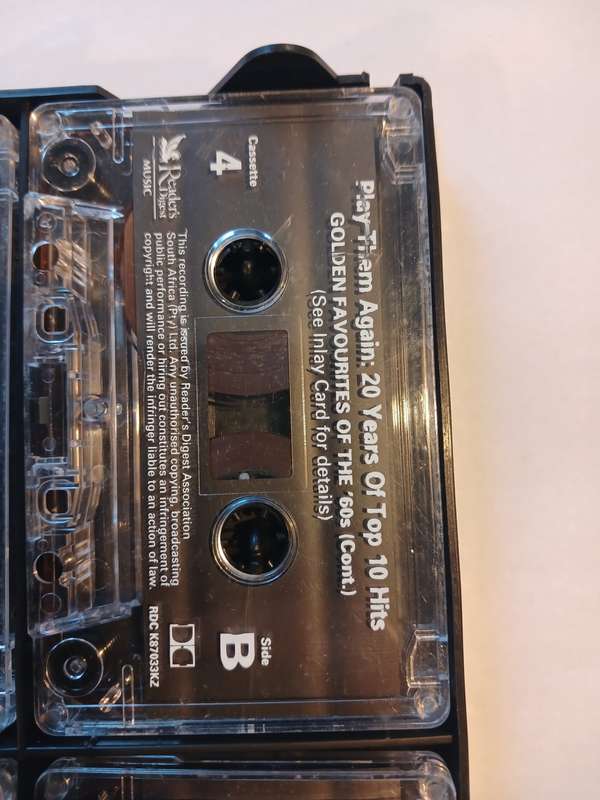 Play Them Again: 20 Years Of Top 10 Hits
GOLDEN FAVOURITES OF THE '60s (Cont.)
(See Inlay Card for details)
Cassette
4
Side
B
Reader's
Digest
MUSIC
This recording is issued by Reader's Digest Association
South Africa (Pty) Ltd. Any unauthorised copying, broadcasting
public performance or hiring out constitutes an infringement of
copyright and will render the infringer liable to an action of law.
RDC K87033KZ